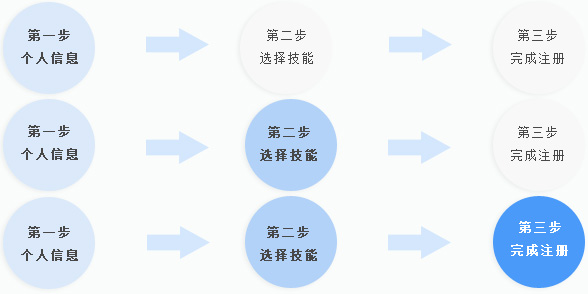 第一步
个人信息
第二步
选择技能
第三步
完成注册
第一步
个人信息
第二步
选择技能
第三步
完成注册
第一步
个人信息
第二步
选择技能
第三步
完成注册